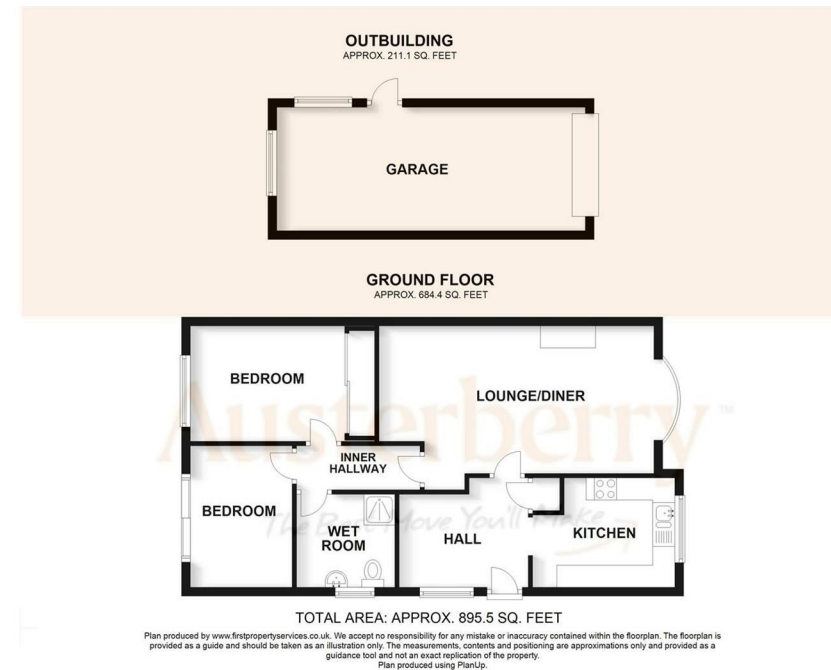 OUTBUILDING
APPROX. 211.1 SQ. FEET
GARAGE
GROUND FLOOR
APPROX. 684.4 SQ. FEET
BEDROOM
LOUNGE/DINER
INNER
HALLWAY
BEDROOM
WET
ROOM
HALL
KITCHEN
Austerberry™
The Best Move You'll Make
TOTAL AREA: APPROX. 895.5 SQ. FEET
Plan produced by www.firstpropertyservices.co.uk. We accept no responsibility for any mistake or inaccuracy contained within the floorplan. The floorplan is
provided as a guide and should be taken as an illustration only. The measurements, contents and positioning are approximations only and provided as a
guidance tool and not an exact replication of the property.
Plan produced using PlanUp.